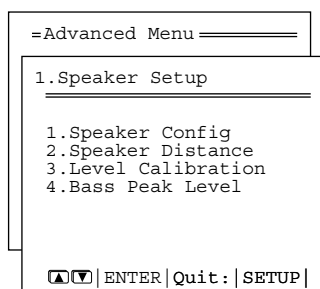 =Advanced Menu
1.Speaker Setup
1.Speaker Config
2.Speaker Distance
3.Level Calibration
4.Bass Peak Level
▲▼|ENTER|Quit:|SETUP|